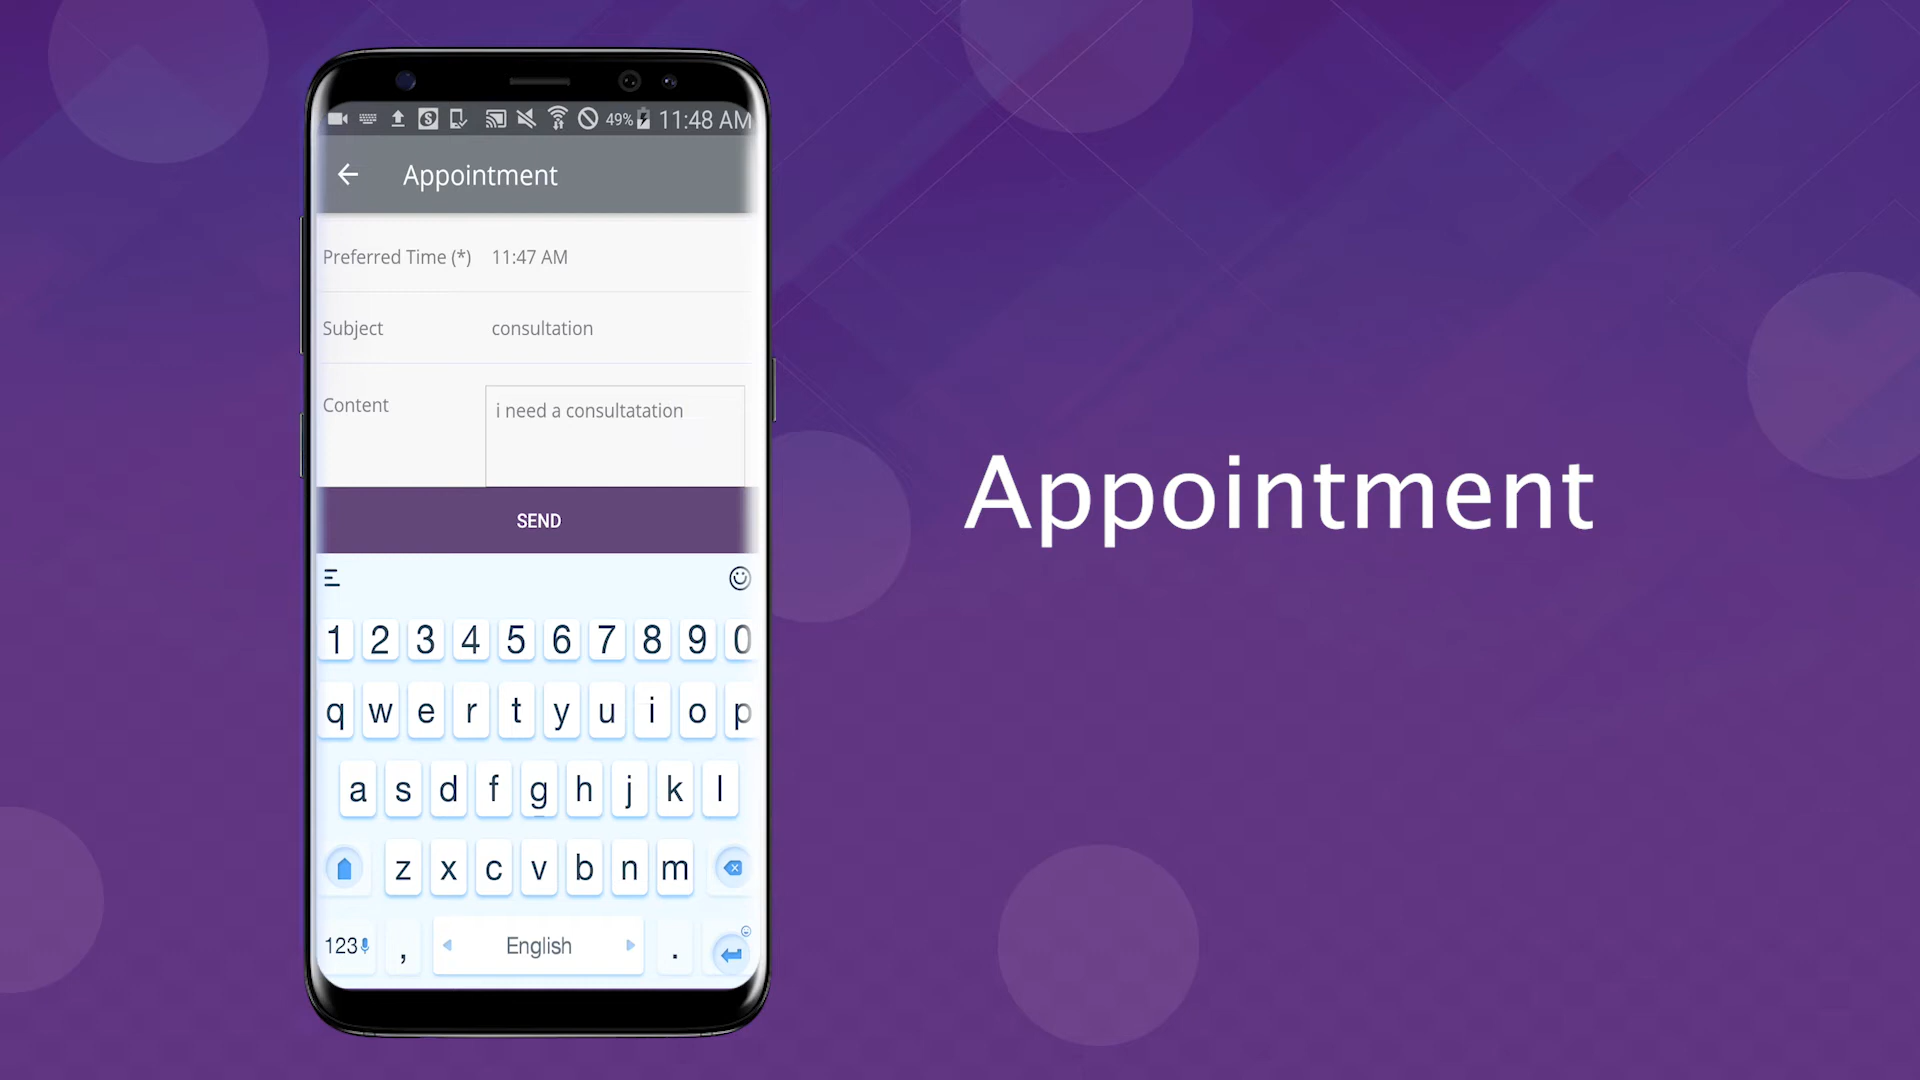 49% 11:48 AM
Appointment
Preferred Time (*) 11:47 AM
Subject consultation
Content i need a consultatation
SEND
1 2 3 4 5 6 7 8 9 0
q w e r t y u i o p
a s d f g h j k l
z x c v b n m
123 , English .
Appointment